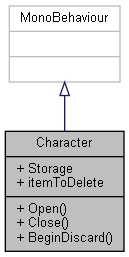 MonoBehaviour
Character
+ Storage
+ itemToDelete
+ Open()
+ Close()
+ BeginDiscard()